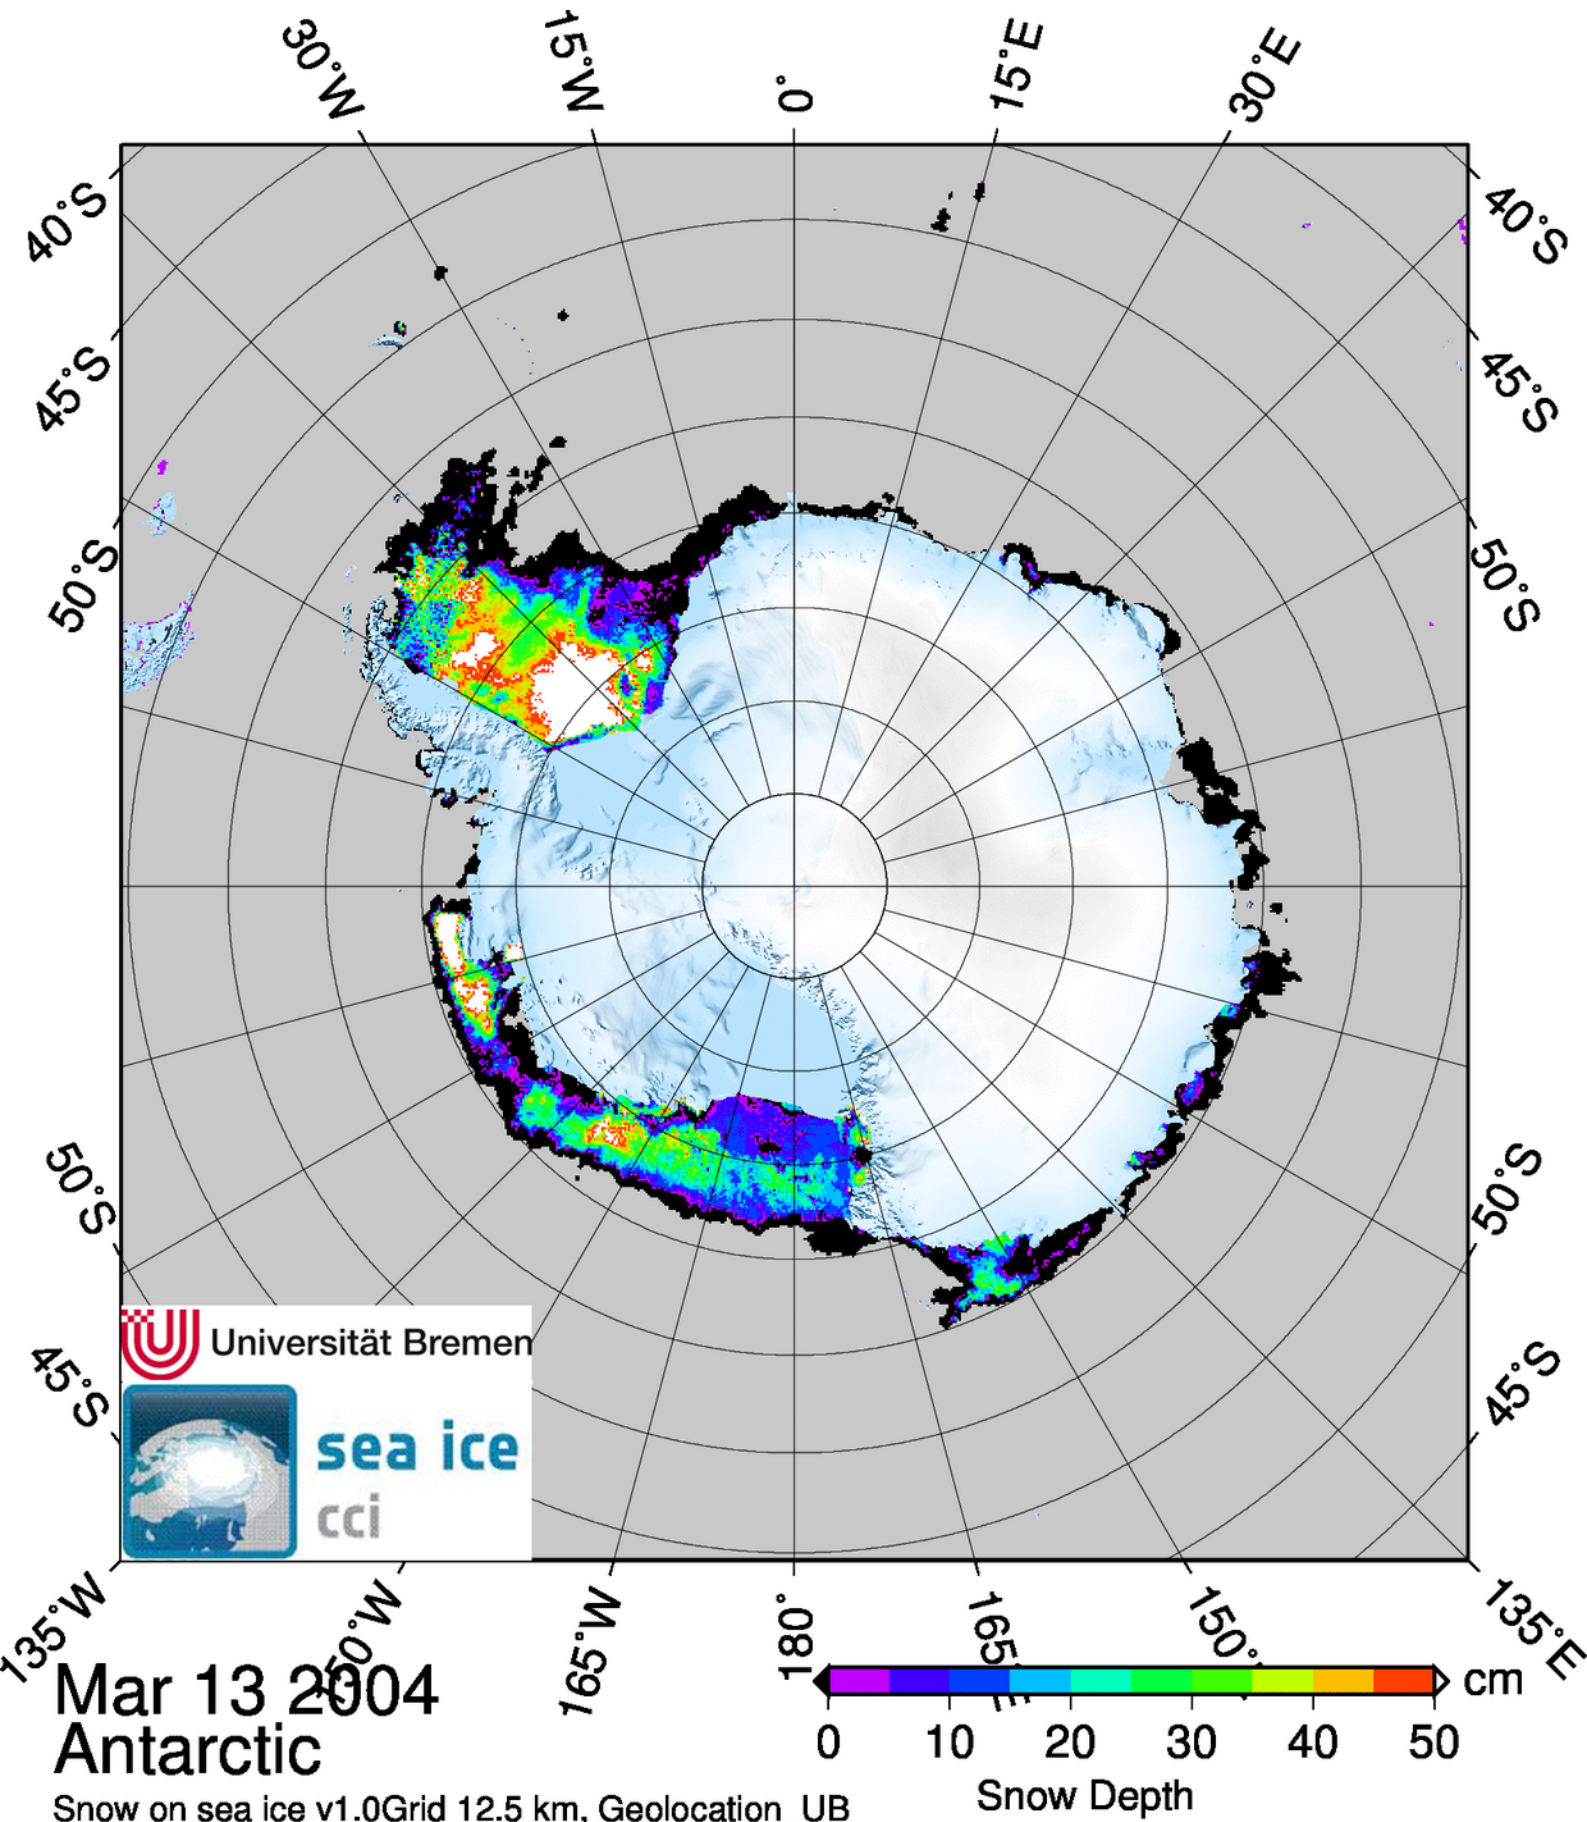 30°W 15°W 0° 15°E 30°E
40°S 40°S
45°S 45°S
50°S 50°S
50°S 50°S
45°S 45°S
Universität Bremen
sea ice
cci
135°W 165°W 180° 165° 150° 135°E
Mar 13 2004
Antarctic
Snow on sea ice v1.0Grid 12.5 km, Geolocation UB
cm
0 10 20 30 40 50
Snow Depth